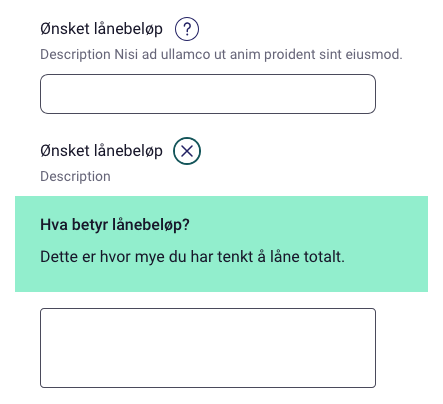 Ønsket lånebeløp ?
Description Nisi ad ullamco ut anim proident sint eiusmod.
Ønsket lånebeløp
Description
Hva betyr lånebeløp?
Dette er hvor mye du har tenkt å låne totalt.